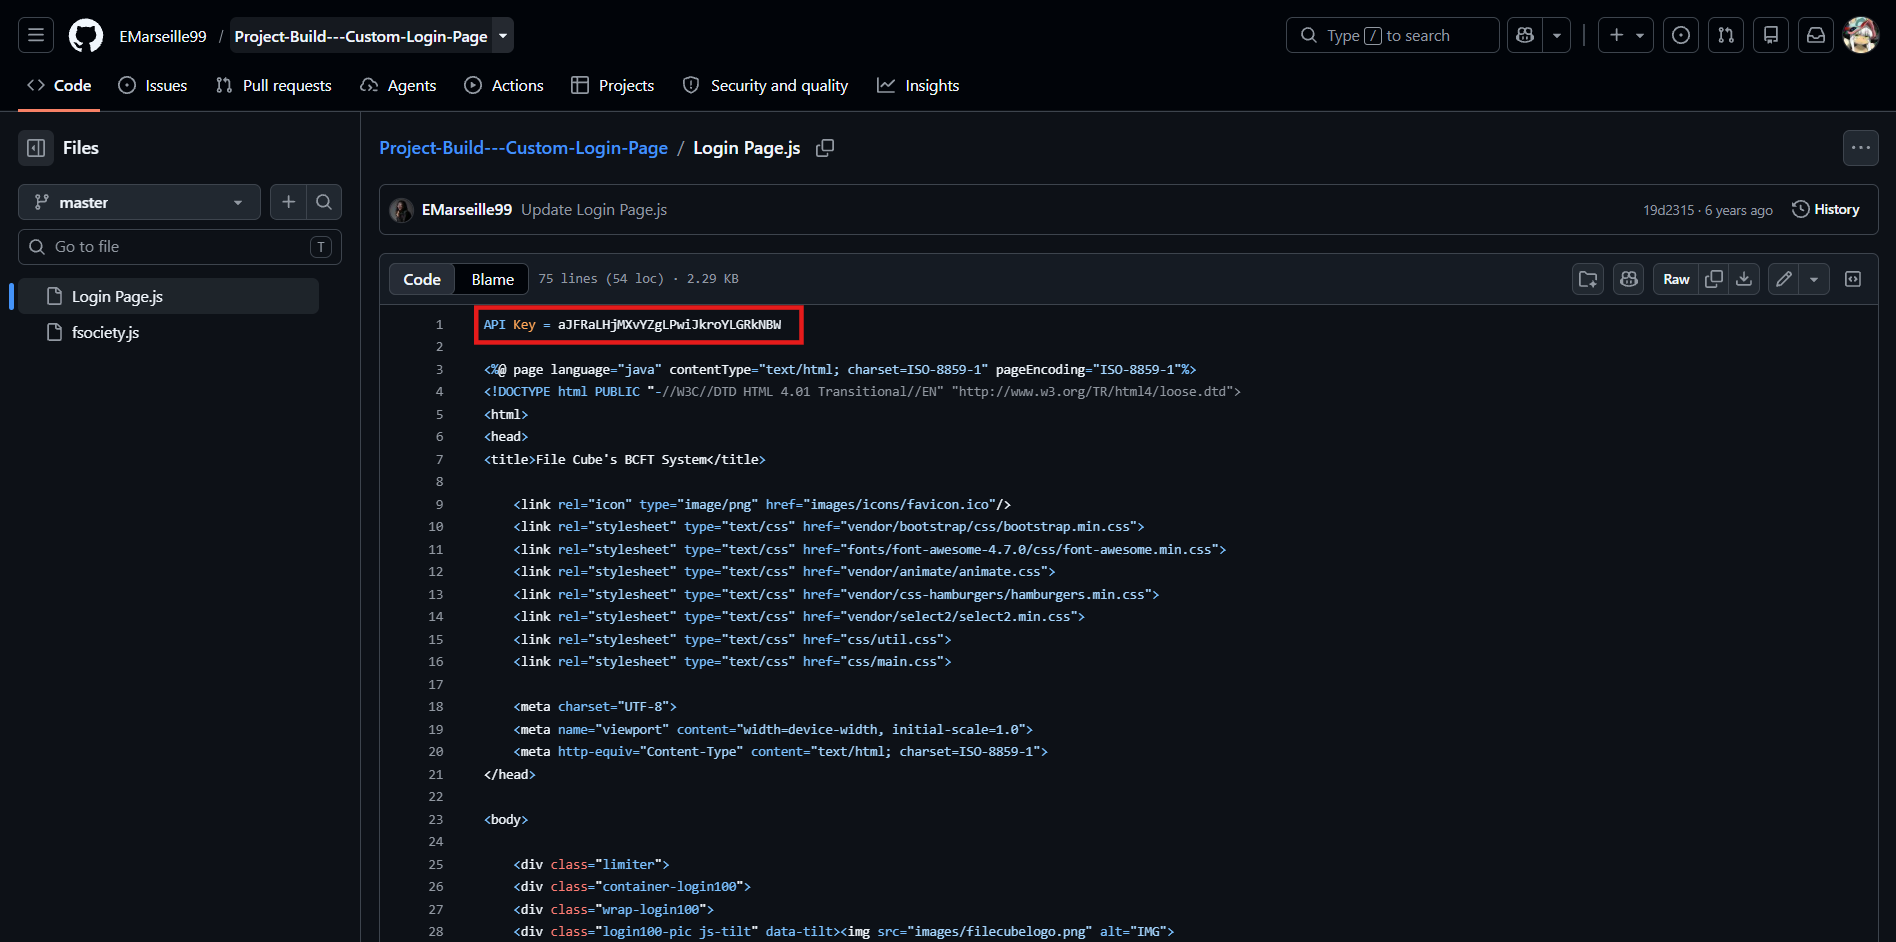 EMarseille99 / Project-Build---Custom-Login-Page
Type / to search
Code Issues Pull requests Agents Actions Projects Security and quality Insights
Files
Project-Build---Custom-Login-Page / Login Page.js
master
EMarseille99 Update Login Page.js
19d2315 · 6 years ago History
Go to file T
Code Blame 75 lines (54 loc) · 2.29 KB
Raw
Login Page.js
fsociety.js
1 API Key = aJFRaLHjMXvYZgLPwiJkroYLGRkNBW
2
3 <%@ page language="java" contentType="text/html; charset=ISO-8859-1" pageEncoding="ISO-8859-1"%>
4 <!DOCTYPE html PUBLIC "-//W3C//DTD HTML 4.01 Transitional//EN" "http://www.w3.org/TR/html4/loose.dtd">
5 <html>
6 <head>
7 <title>File Cube's BCFT System</title>
8
9 <link rel="icon" type="image/png" href="images/icons/favicon.ico"/>
10 <link rel="stylesheet" type="text/css" href="vendor/bootstrap/css/bootstrap.min.css">
11 <link rel="stylesheet" type="text/css" href="fonts/font-awesome-4.7.0/css/font-awesome.min.css">
12 <link rel="stylesheet" type="text/css" href="vendor/animate/animate.css">
13 <link rel="stylesheet" type="text/css" href="vendor/css-hamburgers/hamburgers.min.css">
14 <link rel="stylesheet" type="text/css" href="vendor/select2/select2.min.css">
15 <link rel="stylesheet" type="text/css" href="css/util.css">
16 <link rel="stylesheet" type="text/css" href="css/main.css">
17
18 <meta charset="UTF-8">
19 <meta name="viewport" content="width=device-width, initial-scale=1.0">
20 <meta http-equiv="Content-Type" content="text/html; charset=ISO-8859-1">
21 </head>
22
23 <body>
24
25 <div class="limiter">
26 <div class="container-login100">
27 <div class="wrap-login100">
28 <div class="login100-pic js-tilt" data-tilt><img src="images/filecubelogo.png" alt="IMG">